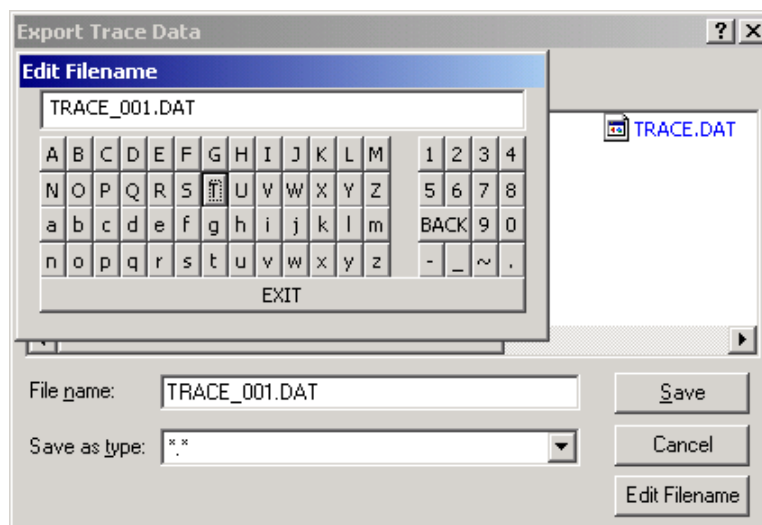 Export Trace Data ? X
Edit Filename
TRACE_001.DAT
TRACE.DAT
A B C D E F G H I J K L M 1 2 3 4
N O P Q R S T U V W X Y Z 5 6 7 8
a b c d e f g h i j k l m BACK 9 0
n o p q r s t u v w x y z - _ ~ .
EXIT
File name: TRACE_001.DAT Save
Save as type: *.* Cancel
Edit Filename